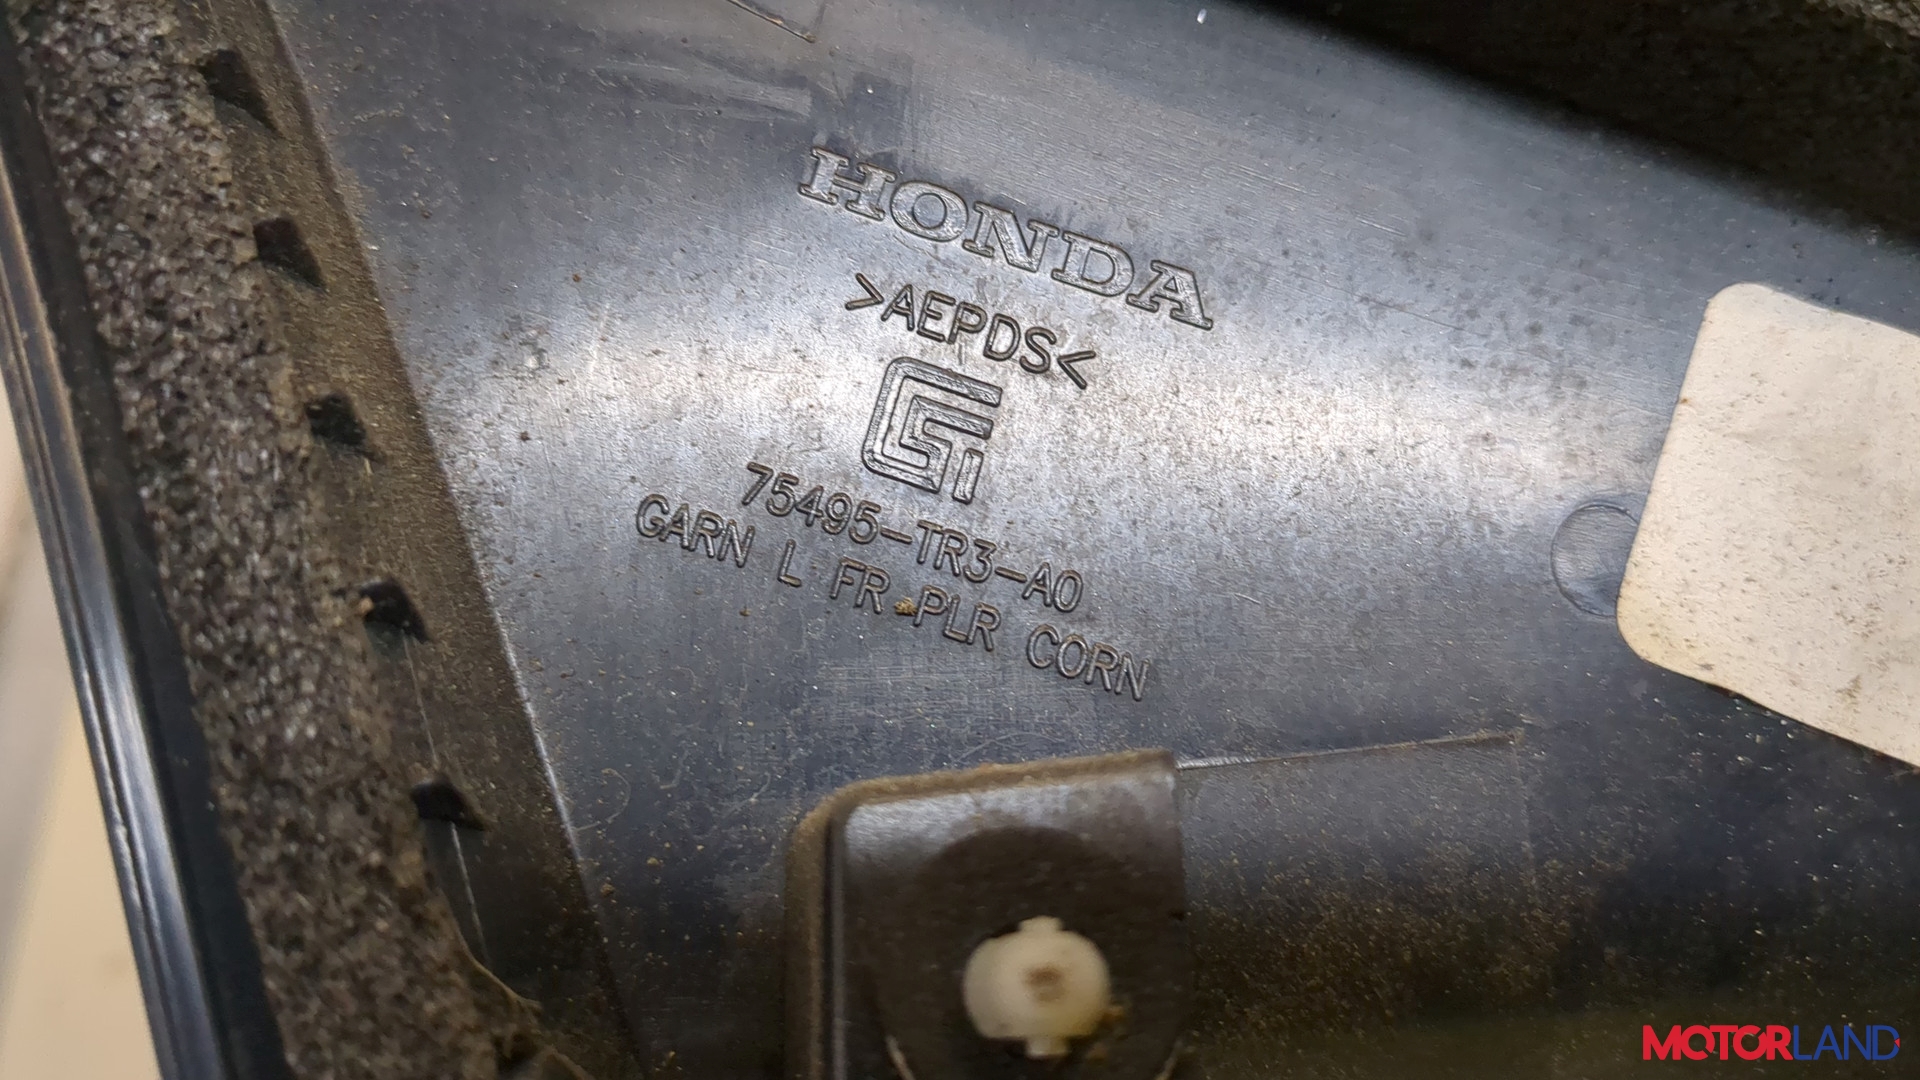 HONDA
>AEPDS<
75495-TR3-A0
GARN L FR PLR CORN
MOTORLAND